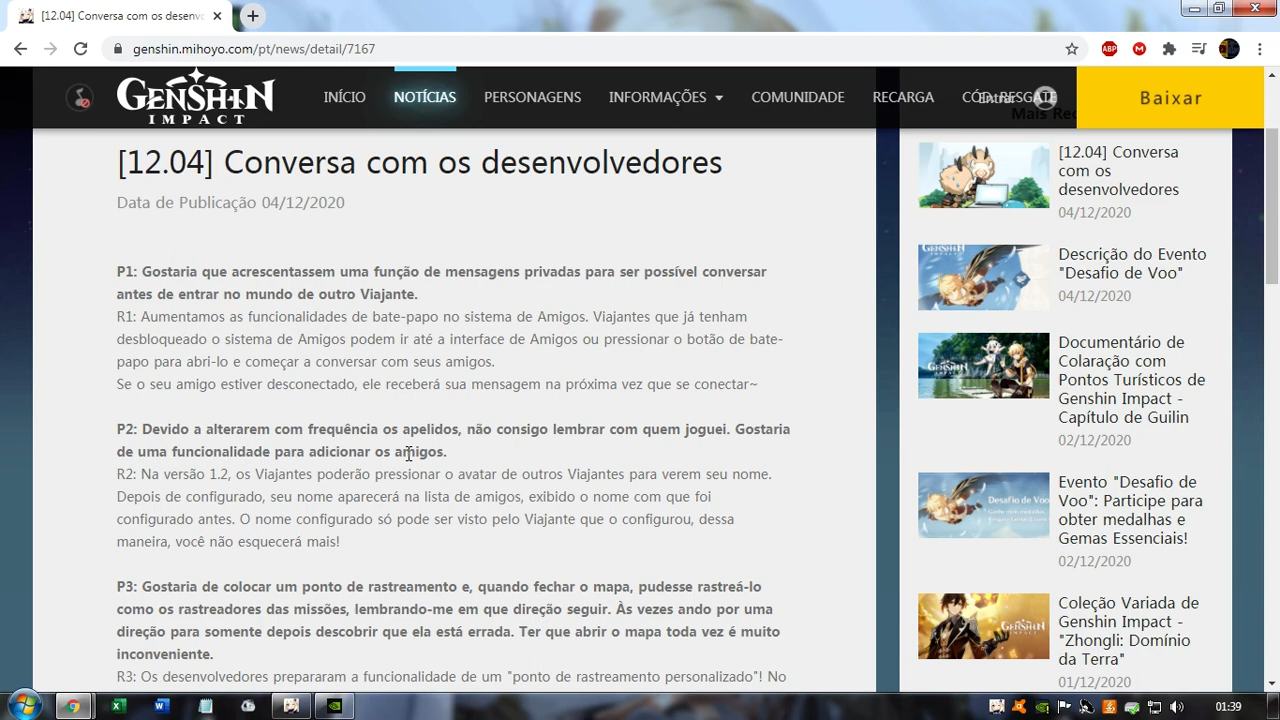 [12.04] Conversa com os desenvo
genshin.mihoyo.com/pt/news/detail/7167
GENSHIN
IMPACT
INÍCIO
NOTÍCIAS
PERSONAGENS
INFORMAÇÕES
COMUNIDADE
RECARGA
CÓD. RESGATE
Entrar
Baixar
[12.04] Conversa com os desenvolvedores
Data de Publicação 04/12/2020
P1: Gostaria que acrescentassem uma função de mensagens privadas para ser possível conversar
antes de entrar no mundo de outro Viajante.
R1: Aumentamos as funcionalidades de bate-papo no sistema de Amigos. Viajantes que já tenham
desbloqueado o sistema de Amigos podem ir até a interface de Amigos ou pressionar o botão de bate-
papo para abri-lo e começar a conversar com seus amigos.
Se o seu amigo estiver desconectado, ele receberá sua mensagem na próxima vez que se conectar~
P2: Devido a alterarem com frequência os apelidos, não consigo lembrar com quem joguei. Gostaria
de uma funcionalidade para adicionar os amigos.
R2: Na versão 1.2, os Viajantes poderão pressionar o avatar de outros Viajantes para verem seu nome.
Depois de configurado, seu nome aparecerá na lista de amigos, exibido o nome com que foi
configurado antes. O nome configurado só pode ser visto pelo Viajante que o configurou, dessa
maneira, você não esquecerá mais!
P3: Gostaria de colocar um ponto de rastreamento e, quando fechar o mapa, pudesse rastreá-lo
como os rastreadores das missões, lembrando-me em que direção seguir. Às vezes ando por uma
direção para somente depois descobrir que ela está errada. Ter que abrir o mapa toda vez é muito
inconveniente.
R3: Os desenvolvedores prepararam a funcionalidade de um "ponto de rastreamento personalizado"! No
Mais Rec
[12.04] Conversa
com os
desenvolvedores
04/12/2020
GENSHIN
Descrição do Evento
"Desafio de Voo"
04/12/2020
Documentário de
Colaração com
Pontos Turísticos de
Genshin Impact -
Capítulo de Guilin
02/12/2020
Desafio de Voo
Evento "Desafio de
Voo": Participe para
obter medalhas e
Gemas Essenciais!
02/12/2020
GENSHIN
Coleção Variada de
Genshin Impact -
"Zhongli: Domínio
da Terra"
01/12/2020
ABP
M
01:39